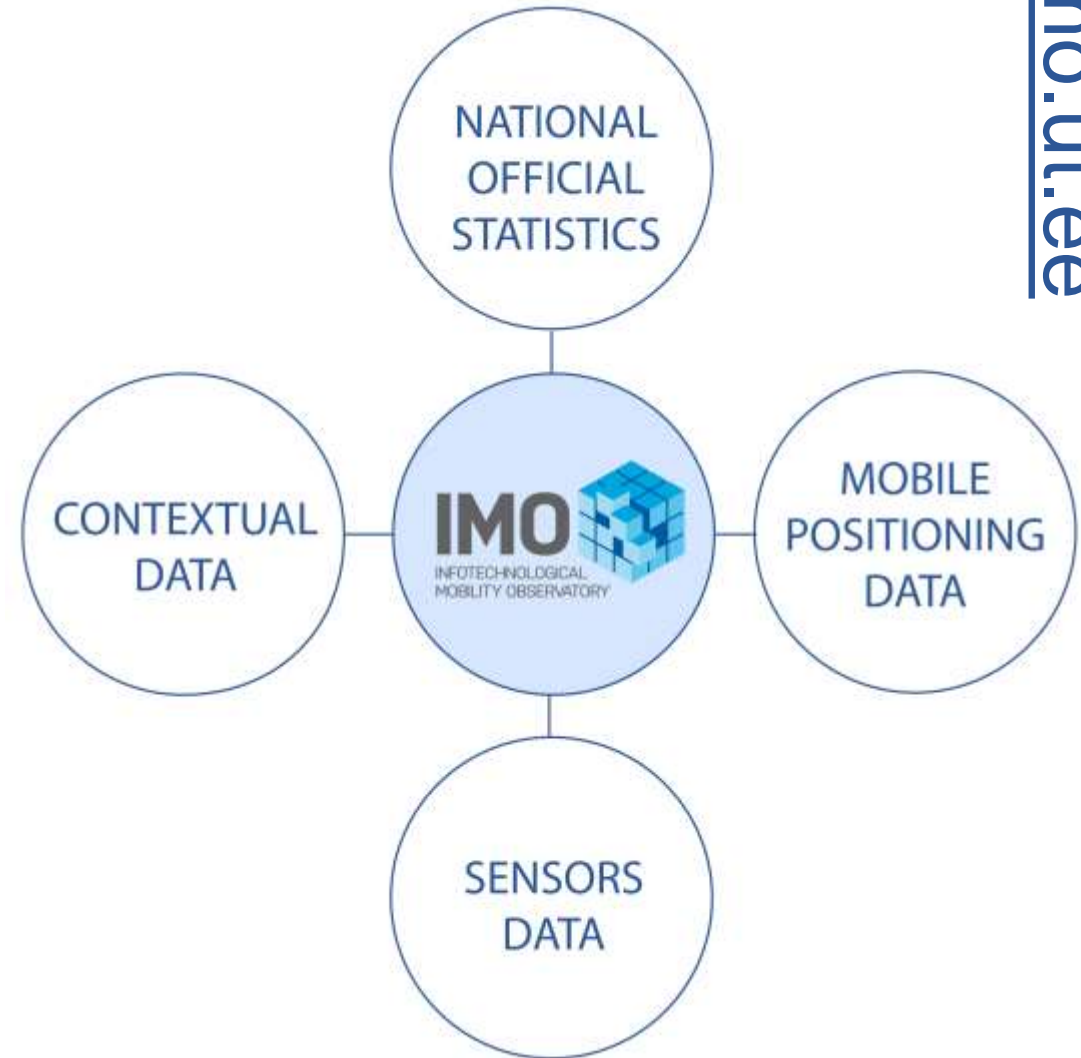 NATIONAL
OFFICIAL
STATISTICS
mo.ut.ee
CONTEXTUAL
DATA
IMO
INFOTECHNOLOGICAL
MOBILITY OBSERVATORY
MOBILE
POSITIONING
DATA
SENSORS
DATA